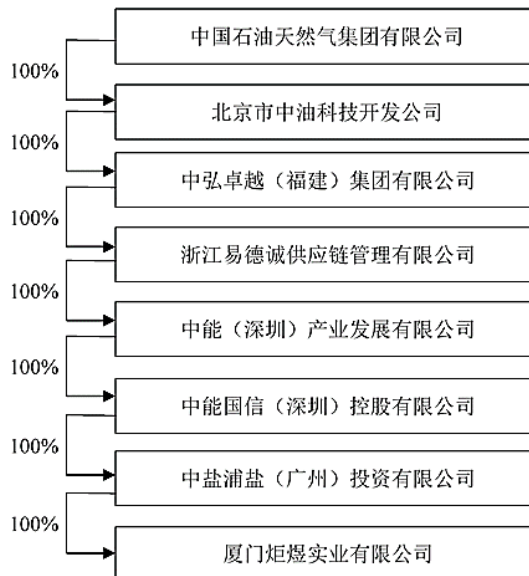 中国石油天然气集团有限公司
100%
北京市中油科技开发公司
100%
中弘卓越（福建）集团有限公司
100%
浙江易德诚供应链管理有限公司
100%
中能（深圳）产业发展有限公司
100%
中能国信（深圳）控股有限公司
100%
中盐浦盐（广州）投资有限公司
100%
厦门炬煜实业有限公司